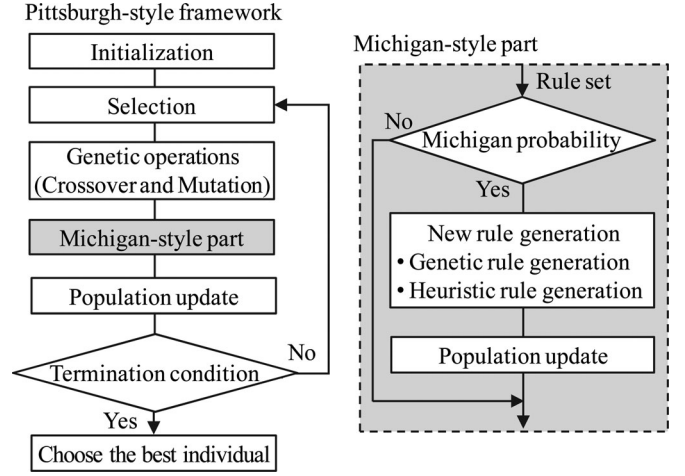 Pittsburgh-style framework
Initialization
Selection
Genetic operations
(Crossover and Mutation)
Michigan-style part
Population update
Termination condition
No
Yes
Choose the best individual
Michigan-style part
Rule set
No
Michigan probability
Yes
New rule generation
• Genetic rule generation
• Heuristic rule generation
Population update